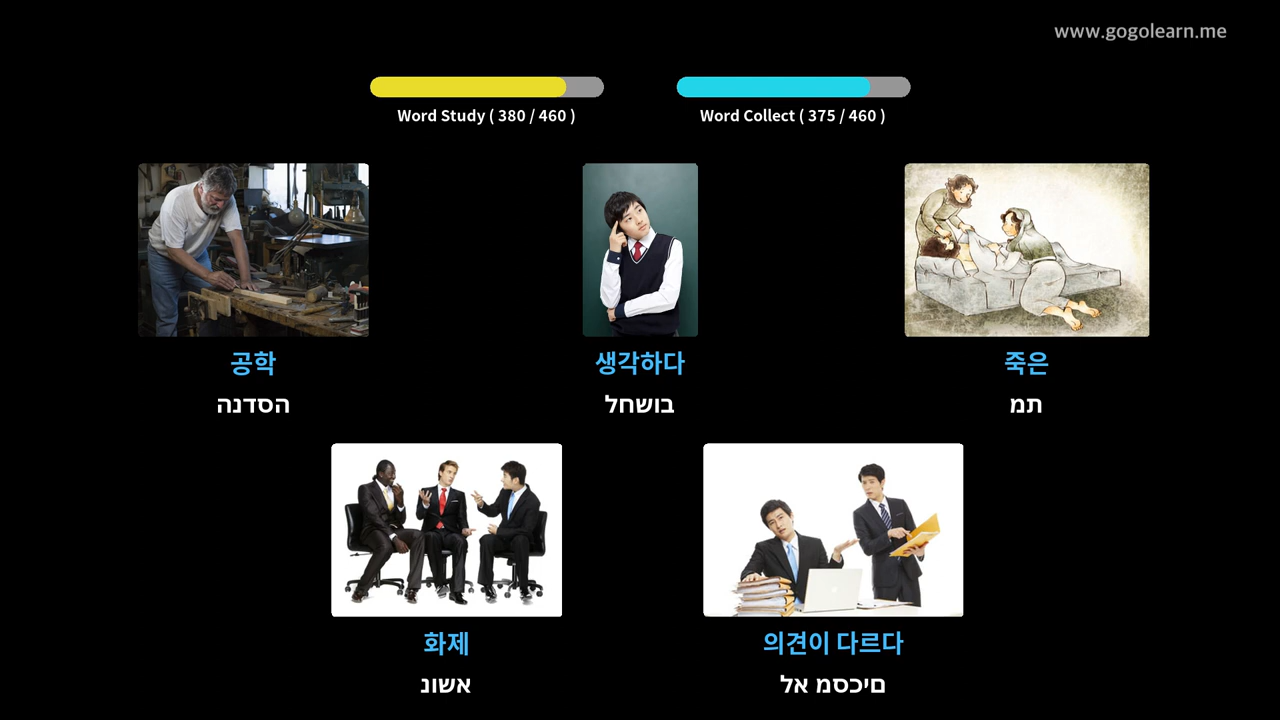 www.gogolearn.me
Word Study ( 380 / 460 )
Word Collect ( 375 / 460 )
공학
הסדנה
생각하다
בושחל
죽은
תמ
화제
אשונ
의견이 다르다
םיכסמ אל